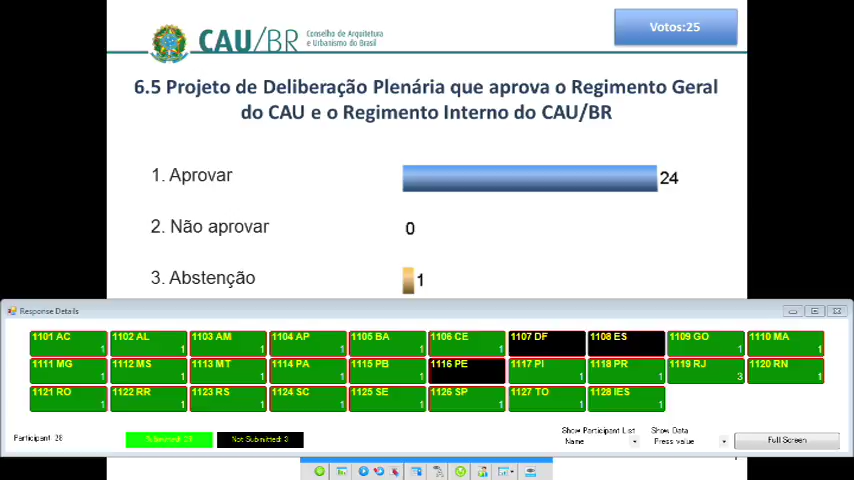 CAU/BR
Conselho de Arquitetura
e Urbanismo do Brasil
Votos:25
6.5 Projeto de Deliberação Plenária que aprova o Regimento Geral
do CAU e o Regimento Interno do CAU/BR
1. Aprovar
24
2. Não aprovar
0
3. Abstenção
1
Response Details
1101 AC 1102 AL 1103 AM 1104 AP 1105 BA 1106 CE 1107 DF 1108 ES 1109 GO 1110 MA
1 1 1 1 1 1 1 1
1111 MG 1112 MS 1113 MT 1114 PA 1115 PB 1116 PE 1117 PI 1118 PR 1119 RJ 1120 RN
1 1 1 1 1 1 1 3 1
1121 RO 1122 RR 1123 RS 1124 SC 1125 SE 1126 SP 1127 TO 1128 IES
1 1 1 1 1 1 1 1
Participant 28
Not Submitted: 3
Show Participant List
Name
Show Data
Press value
Full Screen